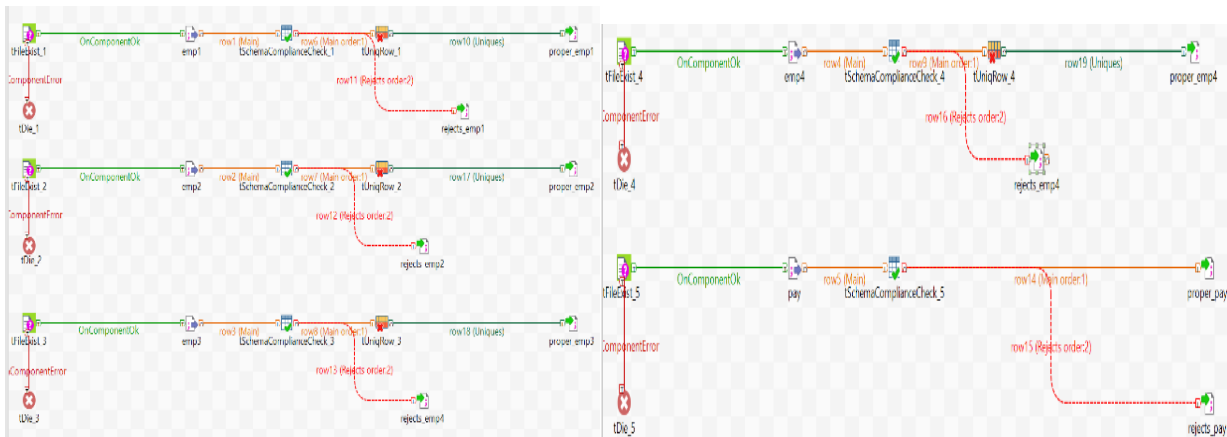 OnComponentOk row1 (Main) row6 (Main order:1) row10 (Uniques)
tFileExist_1 emp1 tSchemaComplianceCheck_1 tUniqRow_1 proper_emp1
ComponentError row11 (Rejects order:2)
tDie_1 rejects_emp1
OnComponentOk row2 (Main) row7 (Main order:1) row17 (Uniques)
tFileExist_2 emp2 tSchemaComplianceCheck_2 tUniqRow_2 proper_emp2
ComponentError row12 (Rejects order:2)
tDie_2 rejects_emp2
OnComponentOk row3 (Main) row8 (Main order:1) row18 (Uniques)
tFileExist_3 emp3 tSchemaComplianceCheck_3 tUniqRow_3 proper_emp3
ComponentError row13 (Rejects order:2)
tDie_3 rejects_emp4
OnComponentOk row4 (Main) row9 (Main order:1) row19 (Uniques)
tFileExist_4 emp4 tSchemaComplianceCheck_4 tUniqRow_4 proper_emp4
ComponentError row16 (Rejects order:2)
tDie_4 rejects_emp4
OnComponentOk row5 (Main) row14 (Main order:1)
tFileExist_5 pay tSchemaComplianceCheck_5 proper_pay
ComponentError row15 (Rejects order:2)
tDie_5 rejects_pay